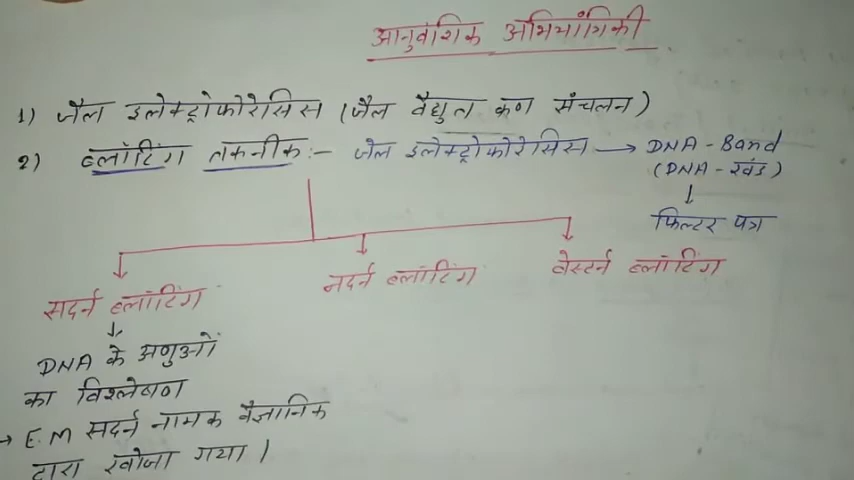 आनुवंशिक अभियांत्रिकी
1) जैल इलेक्ट्रोफोरेसिस (जैल वैद्युत कण संचलन)
2) ब्लॉटिंग तकनीक:- जेल इलेक्ट्रोफोरेसिस → DNA - Band
(DNA - खंड)
↓
फिल्टर पत्र
सदर्न ब्लॉटिंग नदर्न ब्लॉटिंग वेस्टर्न ब्लॉटिंग
↓
DNA के अणुओं
का विश्लेषण
→ E.M सदर्न नामक वैज्ञानिक
द्वारा खोजा गया।